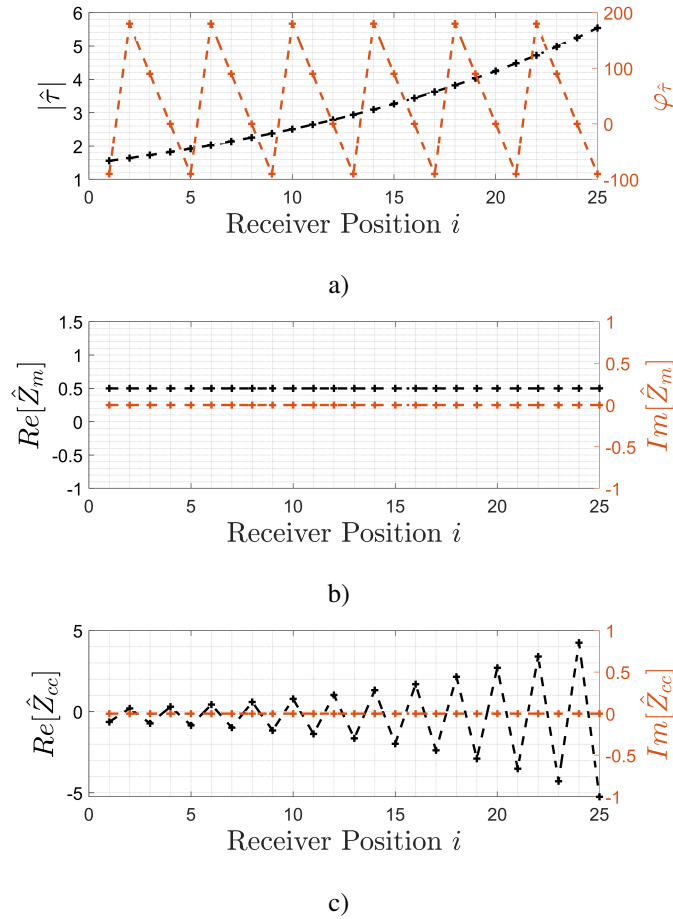 6
5
4
3
2
1
|τ̂|
200
100
0
-100
φ_τ̂
0 5 10 15 20 25
Receiver Position i
a)
1.5
1
0.5
0
-0.5
-1
Re[Ẑ_m]
1
0.5
0
-0.5
-1
Im[Ẑ_m]
0 5 10 15 20 25
Receiver Position i
b)
5
0
-5
Re[Ẑ_cc]
1
0.5
0
-0.5
-1
Im[Ẑ_cc]
0 5 10 15 20 25
Receiver Position i
c)